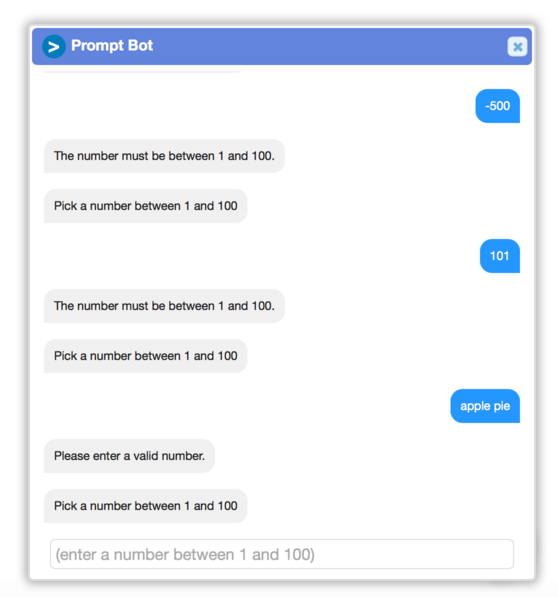 > Prompt Bot
-500
The number must be between 1 and 100.
Pick a number between 1 and 100
101
The number must be between 1 and 100.
Pick a number between 1 and 100
apple pie
Please enter a valid number.
Pick a number between 1 and 100
(enter a number between 1 and 100)